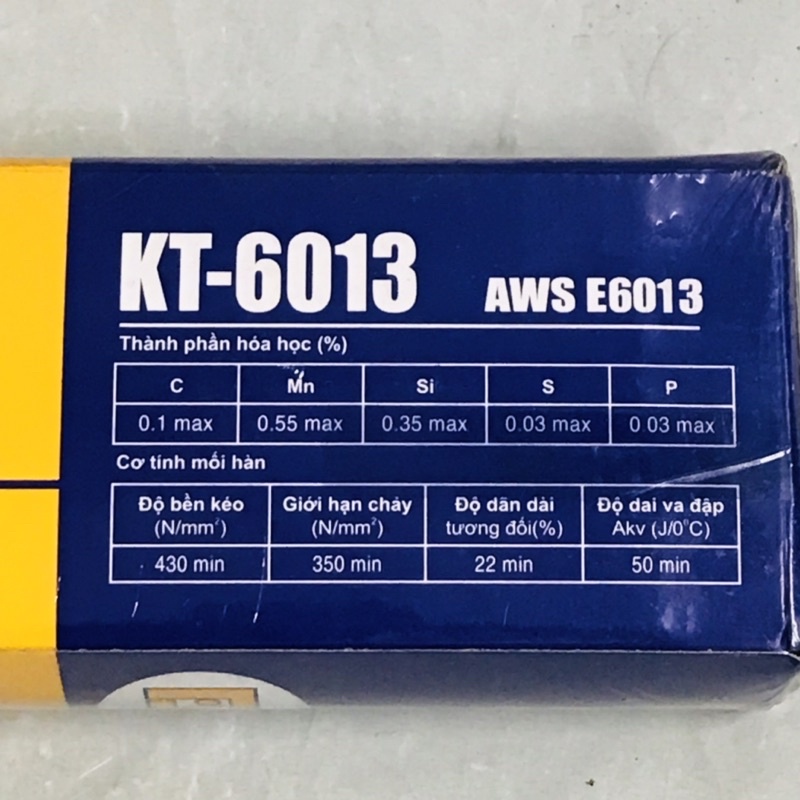 KT-6013 AWS E6013
Thành phần hóa học (%)
C Mn Si S P
0.1 max 0.55 max 0.35 max 0.03 max 0 03 max
Cơ tính mối hàn
Độ bền kéo Giới hạn chảy Độ dãn dài Độ dai va đập
(N/mm²) (N/mm²) tương đối(%) Akv (J/0°C)
430 min 350 min 22 min 50 min